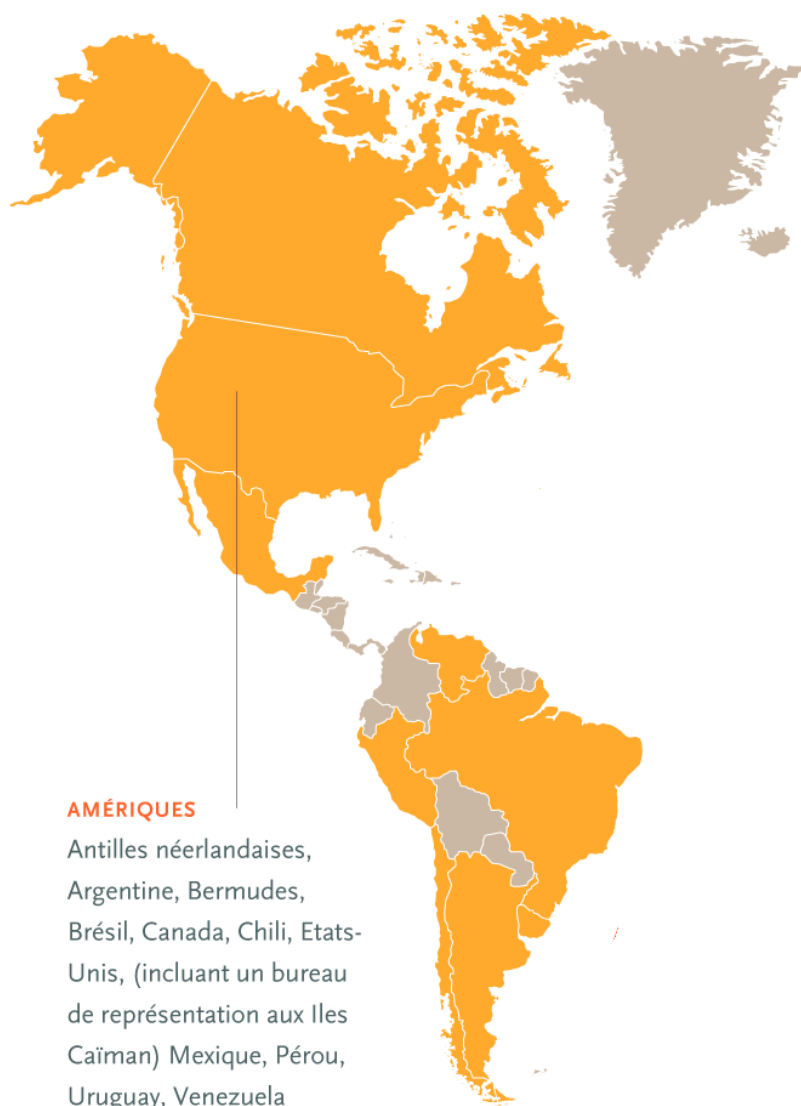 AMÉRIQUES
Antilles néerlandaises,
Argentine, Bermudes,
Brésil, Canada, Chili, Etats-
Unis, (incluant un bureau
de représentation aux Iles
Caïman) Mexique, Pérou,
Uruguay, Venezuela